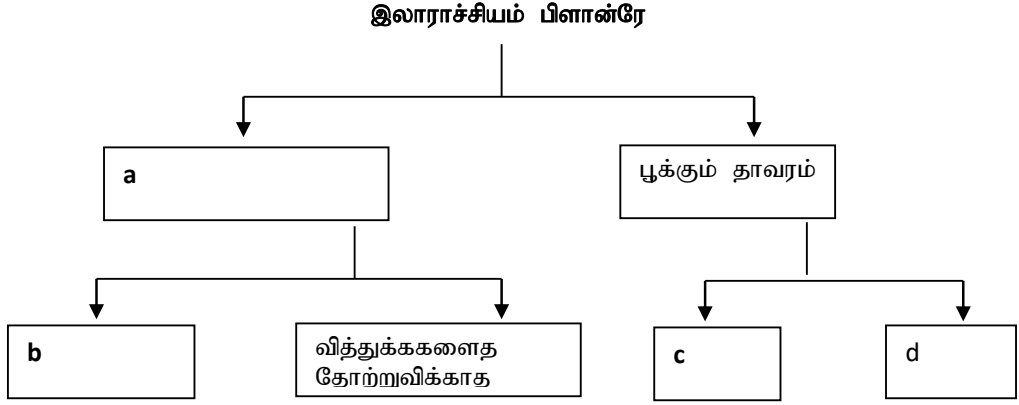 இலாராச்சியம் பிளான்ரே
a
பூக்கும் தாவரம்
b
வித்துக்ககளைத
தோற்றுவிக்காத
c
d